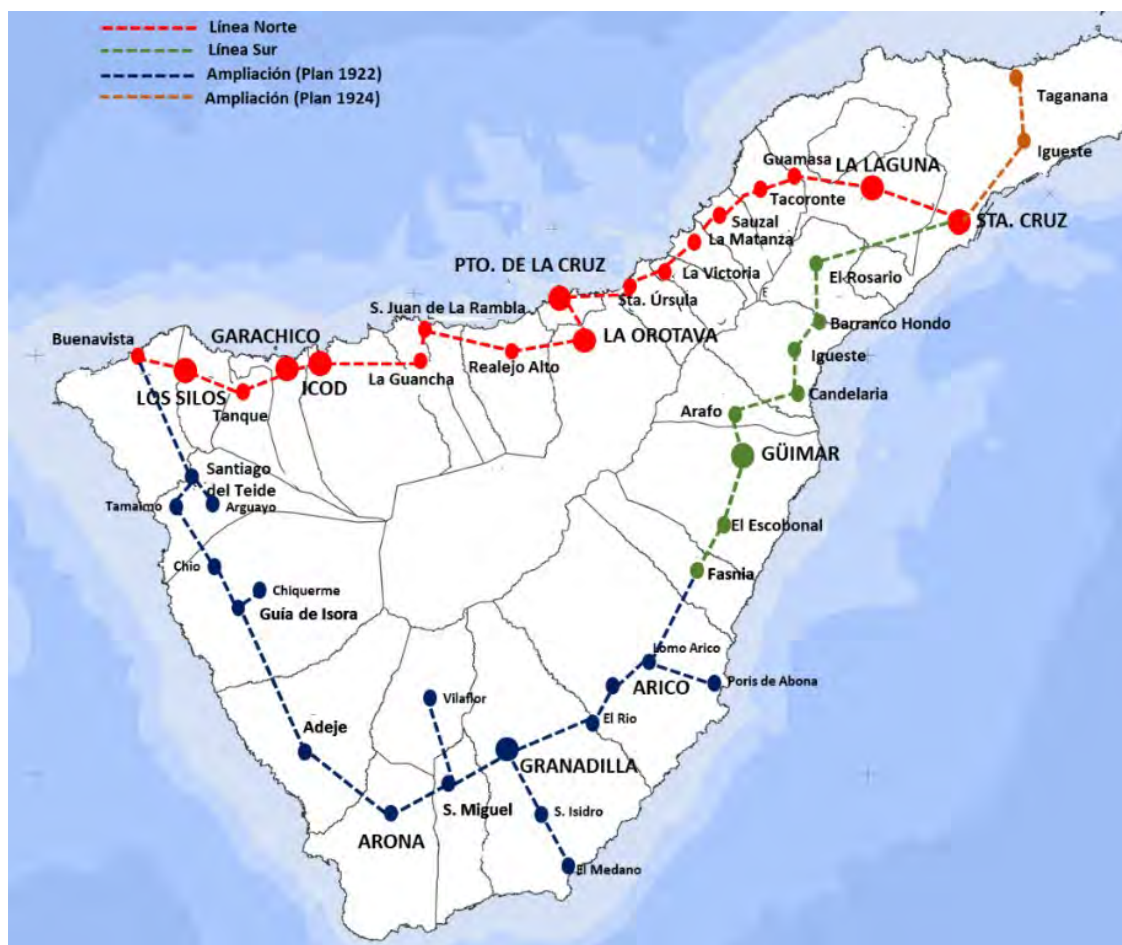 Línea Norte
Línea Sur
Ampliación (Plan 1922)
Ampliación (Plan 1924)
Taganana
Igueste
Guamasa
LA LAGUNA
Tacoronte
Sauzal
STA. CRUZ
La Matanza
PTO. DE LA CRUZ
La Victoria
El Rosario
Sta. Úrsula
S. Juan de La Rambla
Barranco Hondo
Buenavista
GARACHICO
LA OROTAVA
Igueste
Realejo Alto
La Guancha
ICOD
LOS SILOS
Candelaria
Tanque
Arafo
GÜIMAR
Santiago
del Teide
Tamaimo
Arguayo
El Escobonal
Chio
Fasnia
Chiquerme
Guía de Isora
Lomo Arico
Poris de Abona
ARICO
Vilaflor
El Rio
Adeje
GRANADILLA
S. Miguel
S. Isidro
ARONA
El Medano